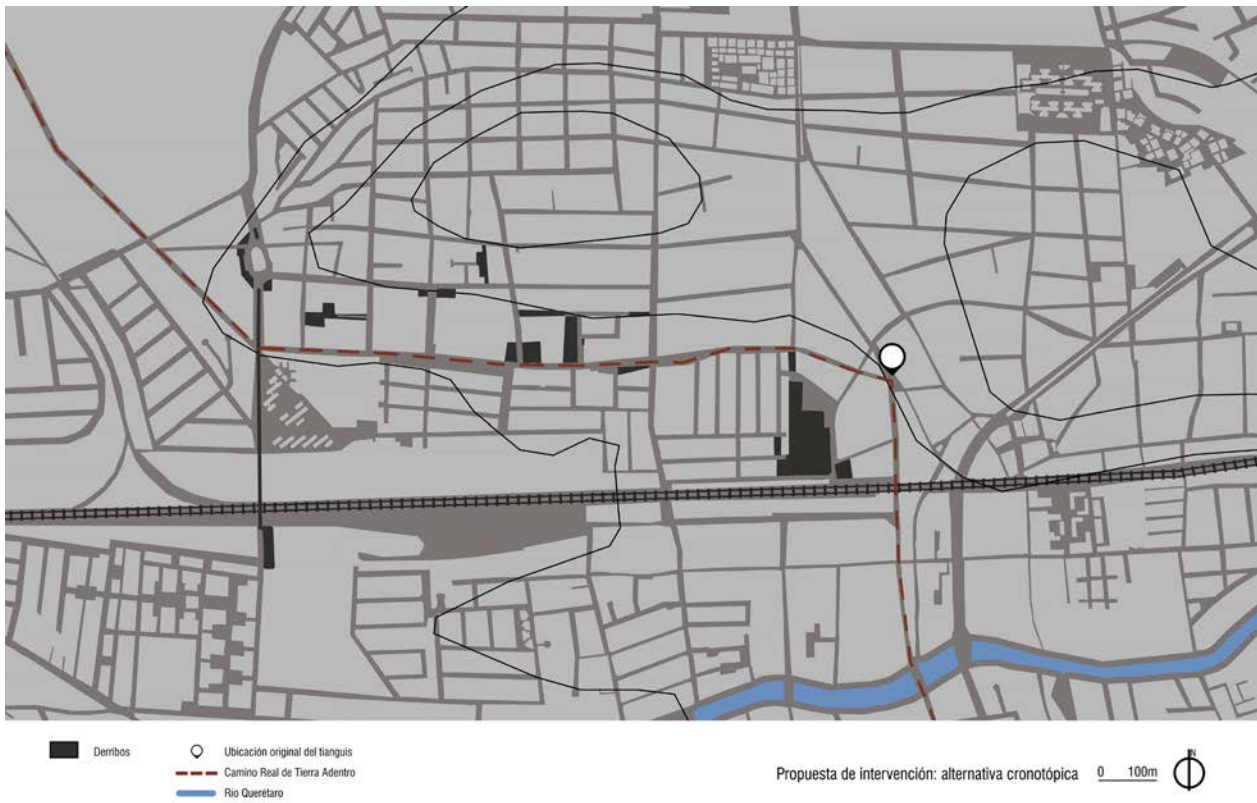 Derribos
Ubicación original del tianguis
Camino Real de Tierra Adentro
Río Querétaro
Propuesta de intervención: alternativa cronotópica
0 100m
N